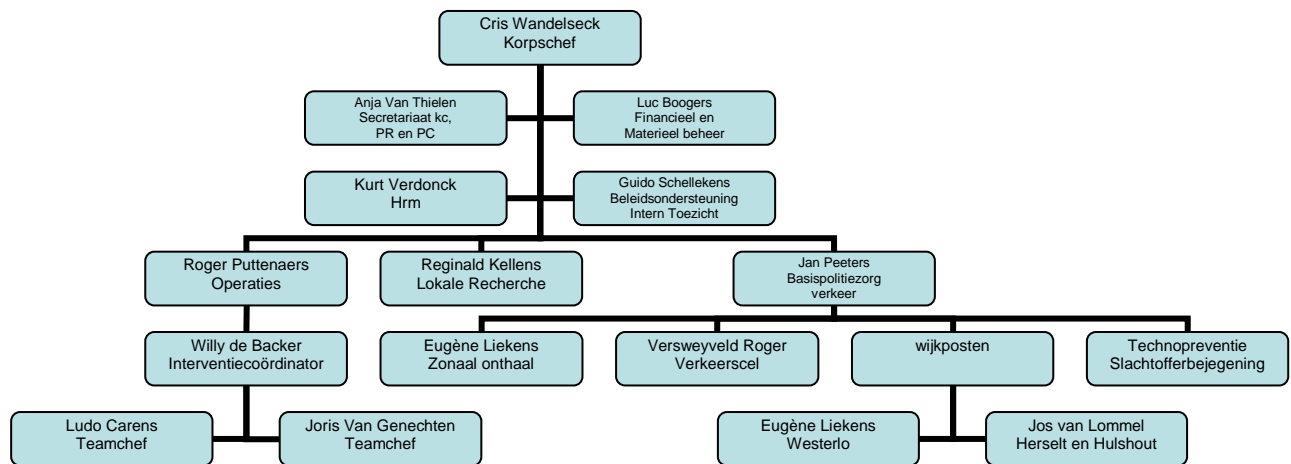 Cris Wandelseck
Korpschef
Anja Van Thielen
Secretariaat kc,
PR en PC
Luc Boogers
Financieel en
Materieel beheer
Kurt Verdonck
Hrm
Guido Schellekens
Beleidsondersteuning
Intern Toezicht
Roger Puttenaers
Operaties
Reginald Kellens
Lokale Recherche
Jan Peeters
Basispolitiezorg
verkeer
Willy de Backer
Interventiecoördinator
Eugène Liekens
Zonaal onthaal
Versweyveld Roger
Verkeerscel
wijkposten
Technopreventie
Slachtofferbejegening
Ludo Carens
Teamchef
Joris Van Genechten
Teamchef
Eugène Liekens
Westerlo
Jos van Lommel
Herselt en Hulshout